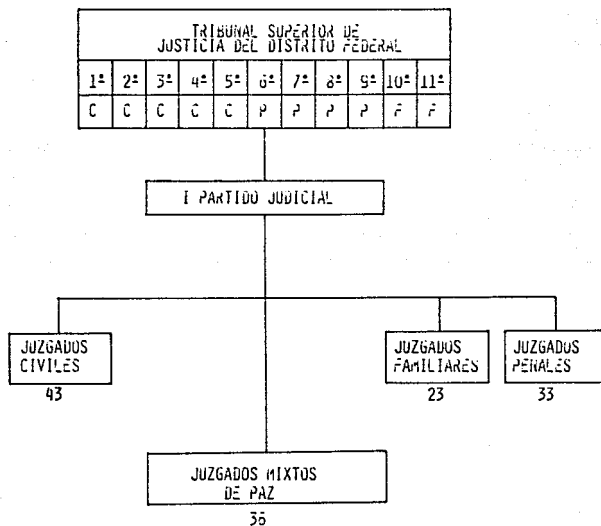 TRIBUNAL SUPERIOR DE
JUSTICIA DEL DISTRITO FEDERAL
1ª 2ª 3ª 4ª 5ª 6ª 7ª 8ª 9ª 10ª 11ª
C C C C C P P P P F F
I PARTIDO JUDICIAL
JUZGADOS
CIVILES
43
JUZGADOS
FAMILIARES
23
JUZGADOS
PENALES
33
JUZGADOS MIXTOS
DE PAZ
36